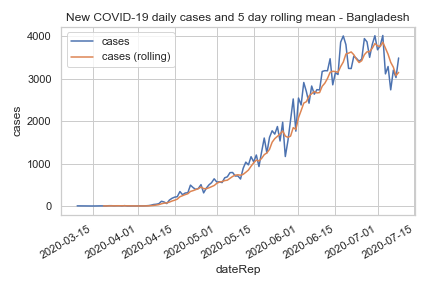 New COVID-19 daily cases and 5 day rolling mean - Bangladesh
cases
cases (rolling)
4000
3000
2000
1000
0
cases
2020-03-15
2020-04-01
2020-04-15
2020-05-01
2020-05-15
2020-06-01
2020-06-15
2020-07-01
2020-07-15
dateRep